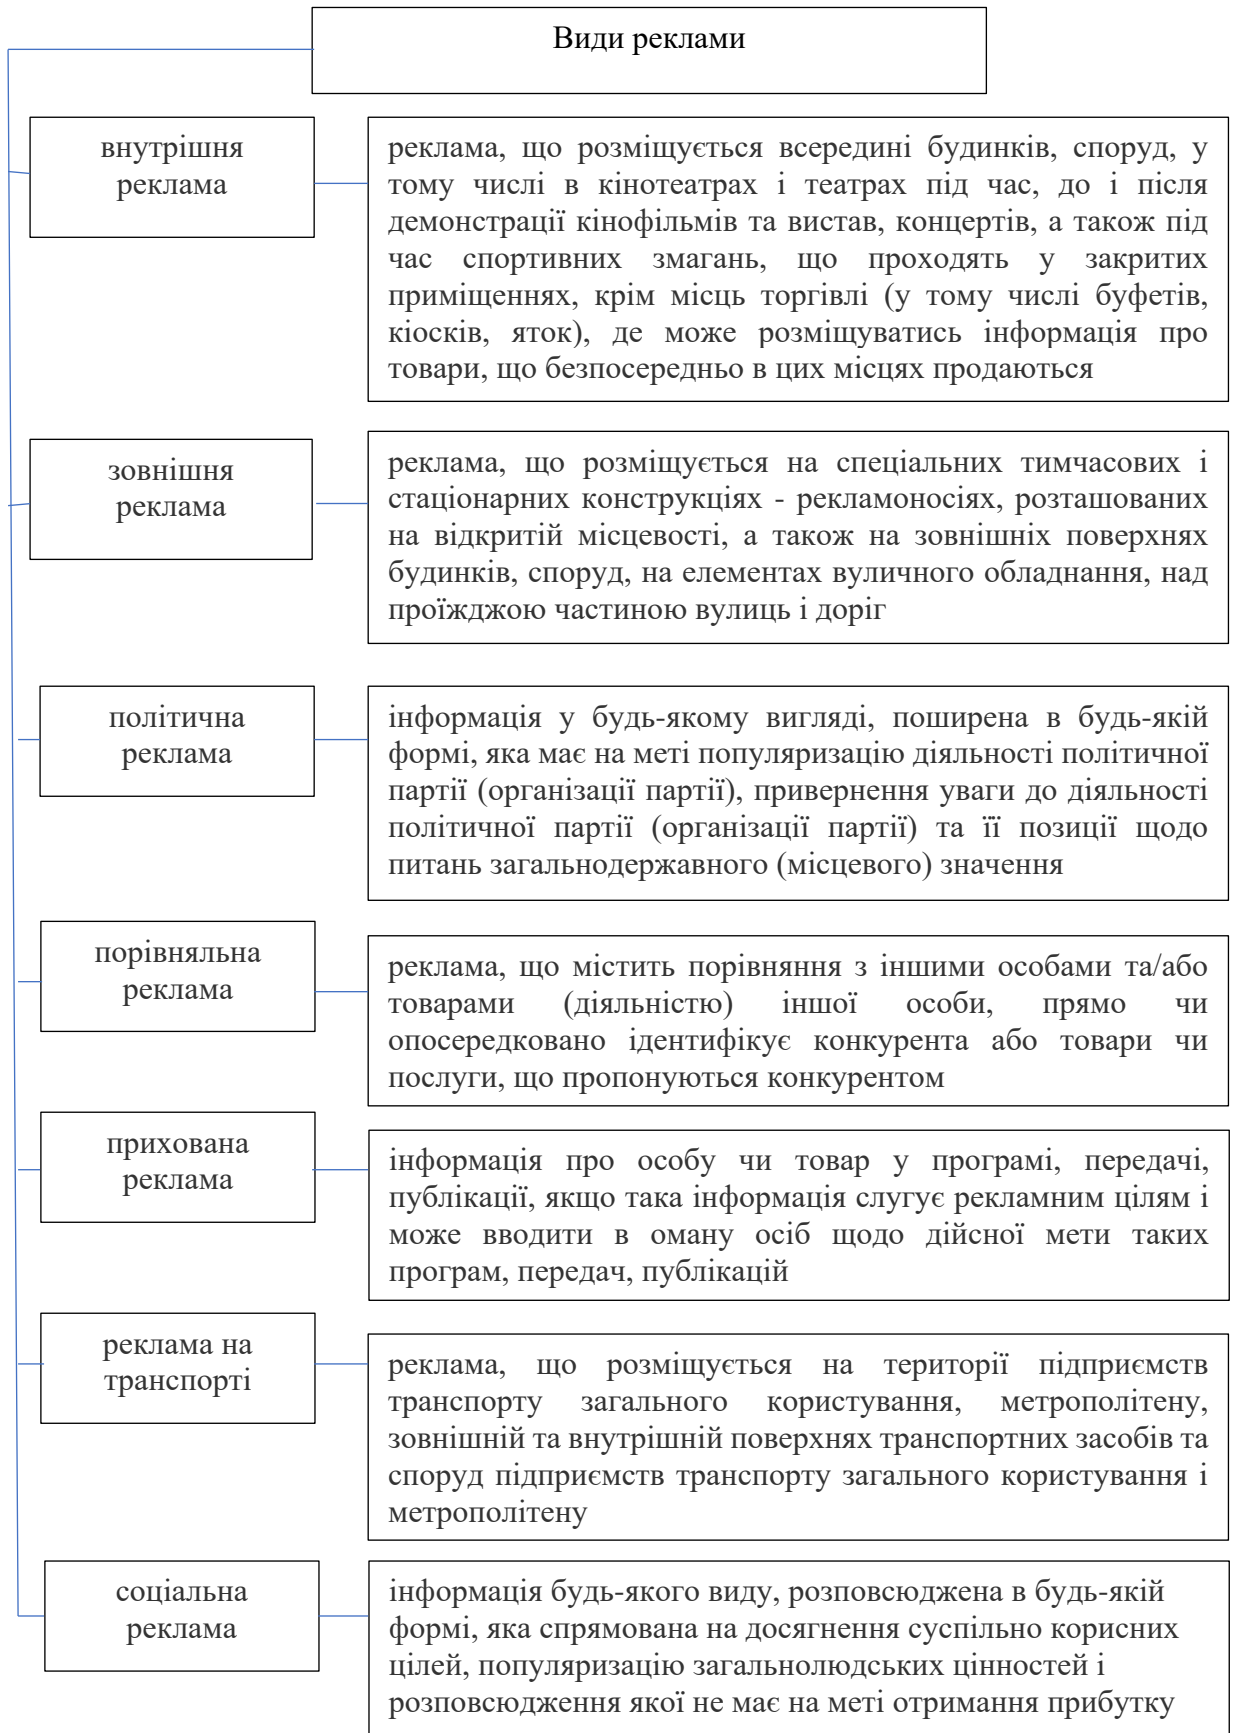 Види реклами
внутрішня
реклама
реклама, що розміщується всередині будинків, споруд, у
тому числі в кінотеатрах і театрах під час, до і після
демонстрації кінофільмів та вистав, концертів, а також під
час спортивних змагань, що проходять у закритих
приміщеннях, крім місць торгівлі (у тому числі буфетів,
кіосків, яток), де може розміщуватись інформація про
товари, що безпосередньо в цих місцях продаються
зовнішня
реклама
реклама, що розміщується на спеціальних тимчасових і
стаціонарних конструкціях - рекламоносіях, розташованих
на відкритій місцевості, а також на зовнішніх поверхнях
будинків, споруд, на елементах вуличного обладнання, над
проїжджою частиною вулиць і доріг
політична
реклама
інформація у будь-якому вигляді, поширена в будь-якій
формі, яка має на меті популяризацію діяльності політичної
партії (організації партії), привернення уваги до діяльності
політичної партії (організації партії) та її позиції щодо
питань загальнодержавного (місцевого) значення
порівняльна
реклама
реклама, що містить порівняння з іншими особами та/або
товарами (діяльністю) іншої особи, прямо чи
опосередковано ідентифікує конкурента або товари чи
послуги, що пропонуються конкурентом
прихована
реклама
інформація про особу чи товар у програмі, передачі,
публікації, якщо така інформація слугує рекламним цілям і
може вводити в оману осіб щодо дійсної мети таких
програм, передач, публікацій
реклама на
транспорті
реклама, що розміщується на території підприємств
транспорту загального користування, метрополітену,
зовнішній та внутрішній поверхнях транспортних засобів та
споруд підприємств транспорту загального користування і
метрополітену
соціальна
реклама
інформація будь-якого виду, розповсюджена в будь-якій
формі, яка спрямована на досягнення суспільно корисних
цілей, популяризацію загальнолюдських цінностей і
розповсюдження якої не має на меті отримання прибутку